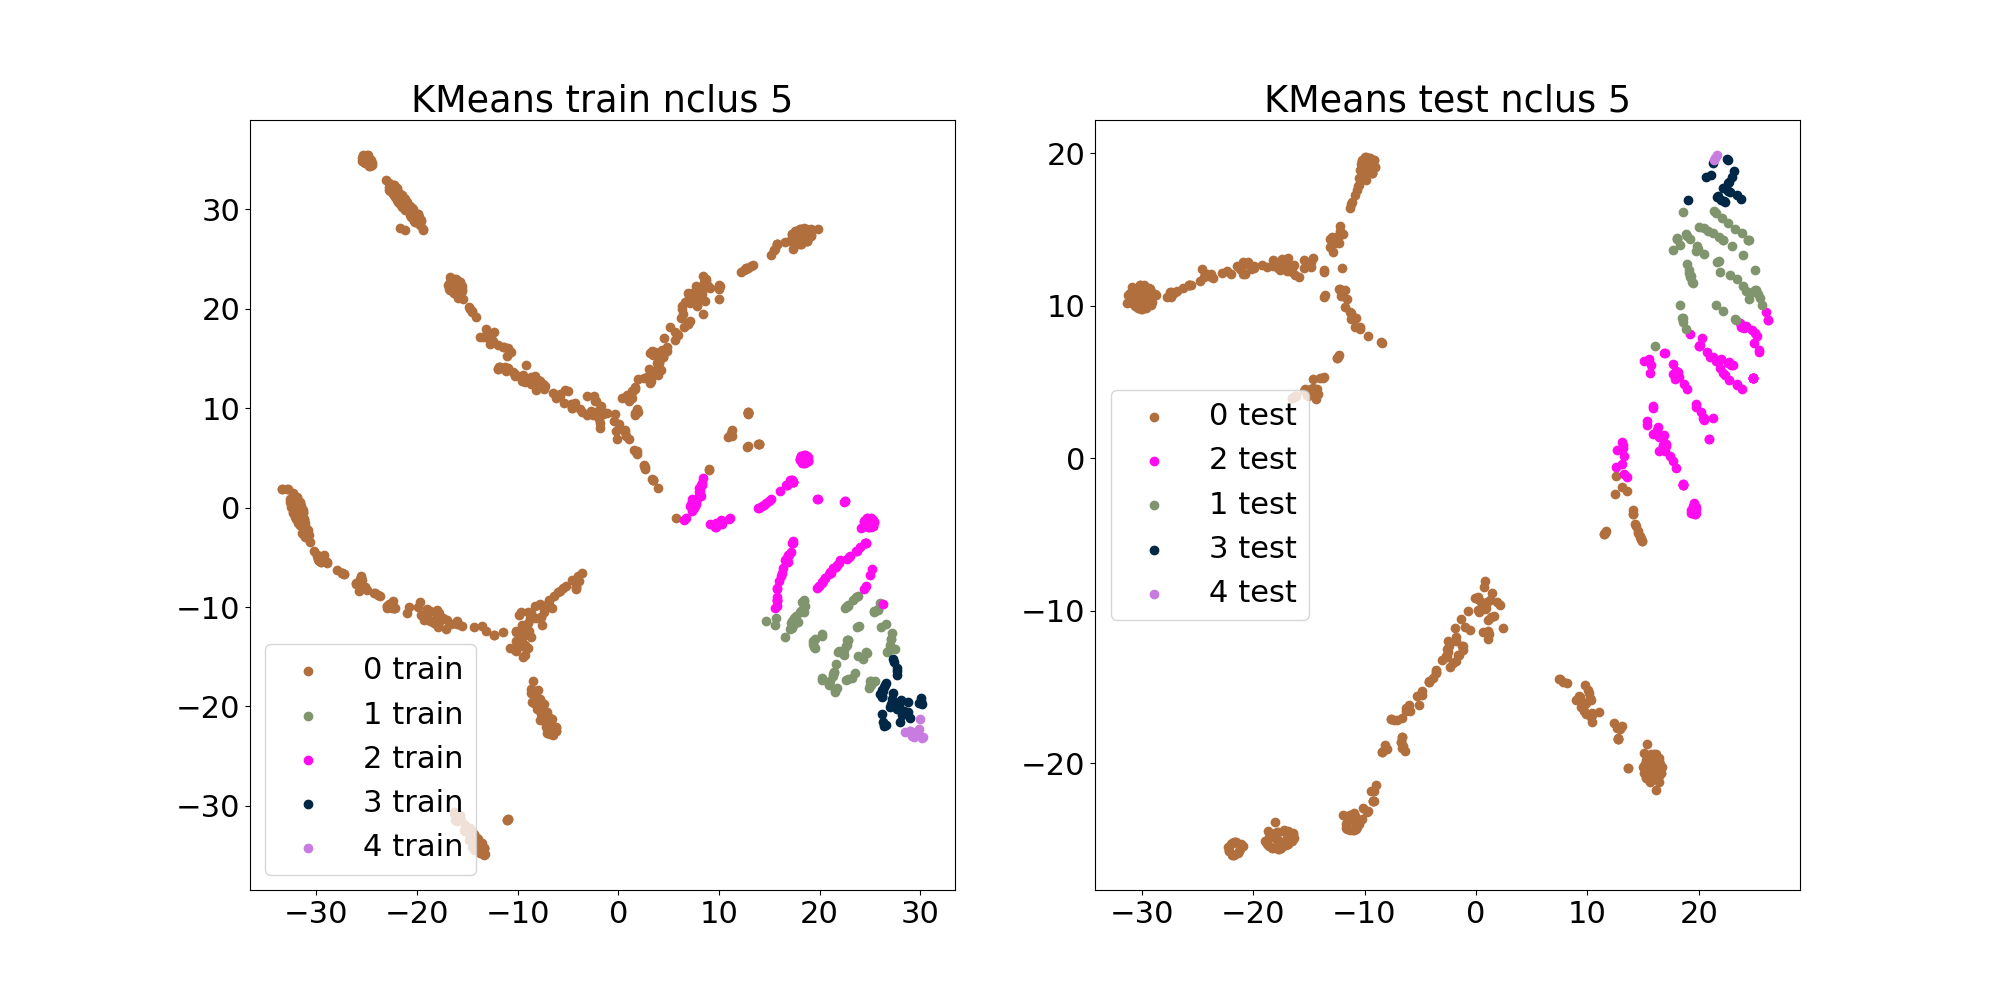 KMeans train nclus 5
30
20
10
0
−10
−20
−30
0 train
1 train
2 train
3 train
4 train
−30 −20 −10 0 10 20 30
KMeans test nclus 5
20
10
0
−10
−20
0 test
2 test
1 test
3 test
4 test
−30 −20 −10 0 10 20